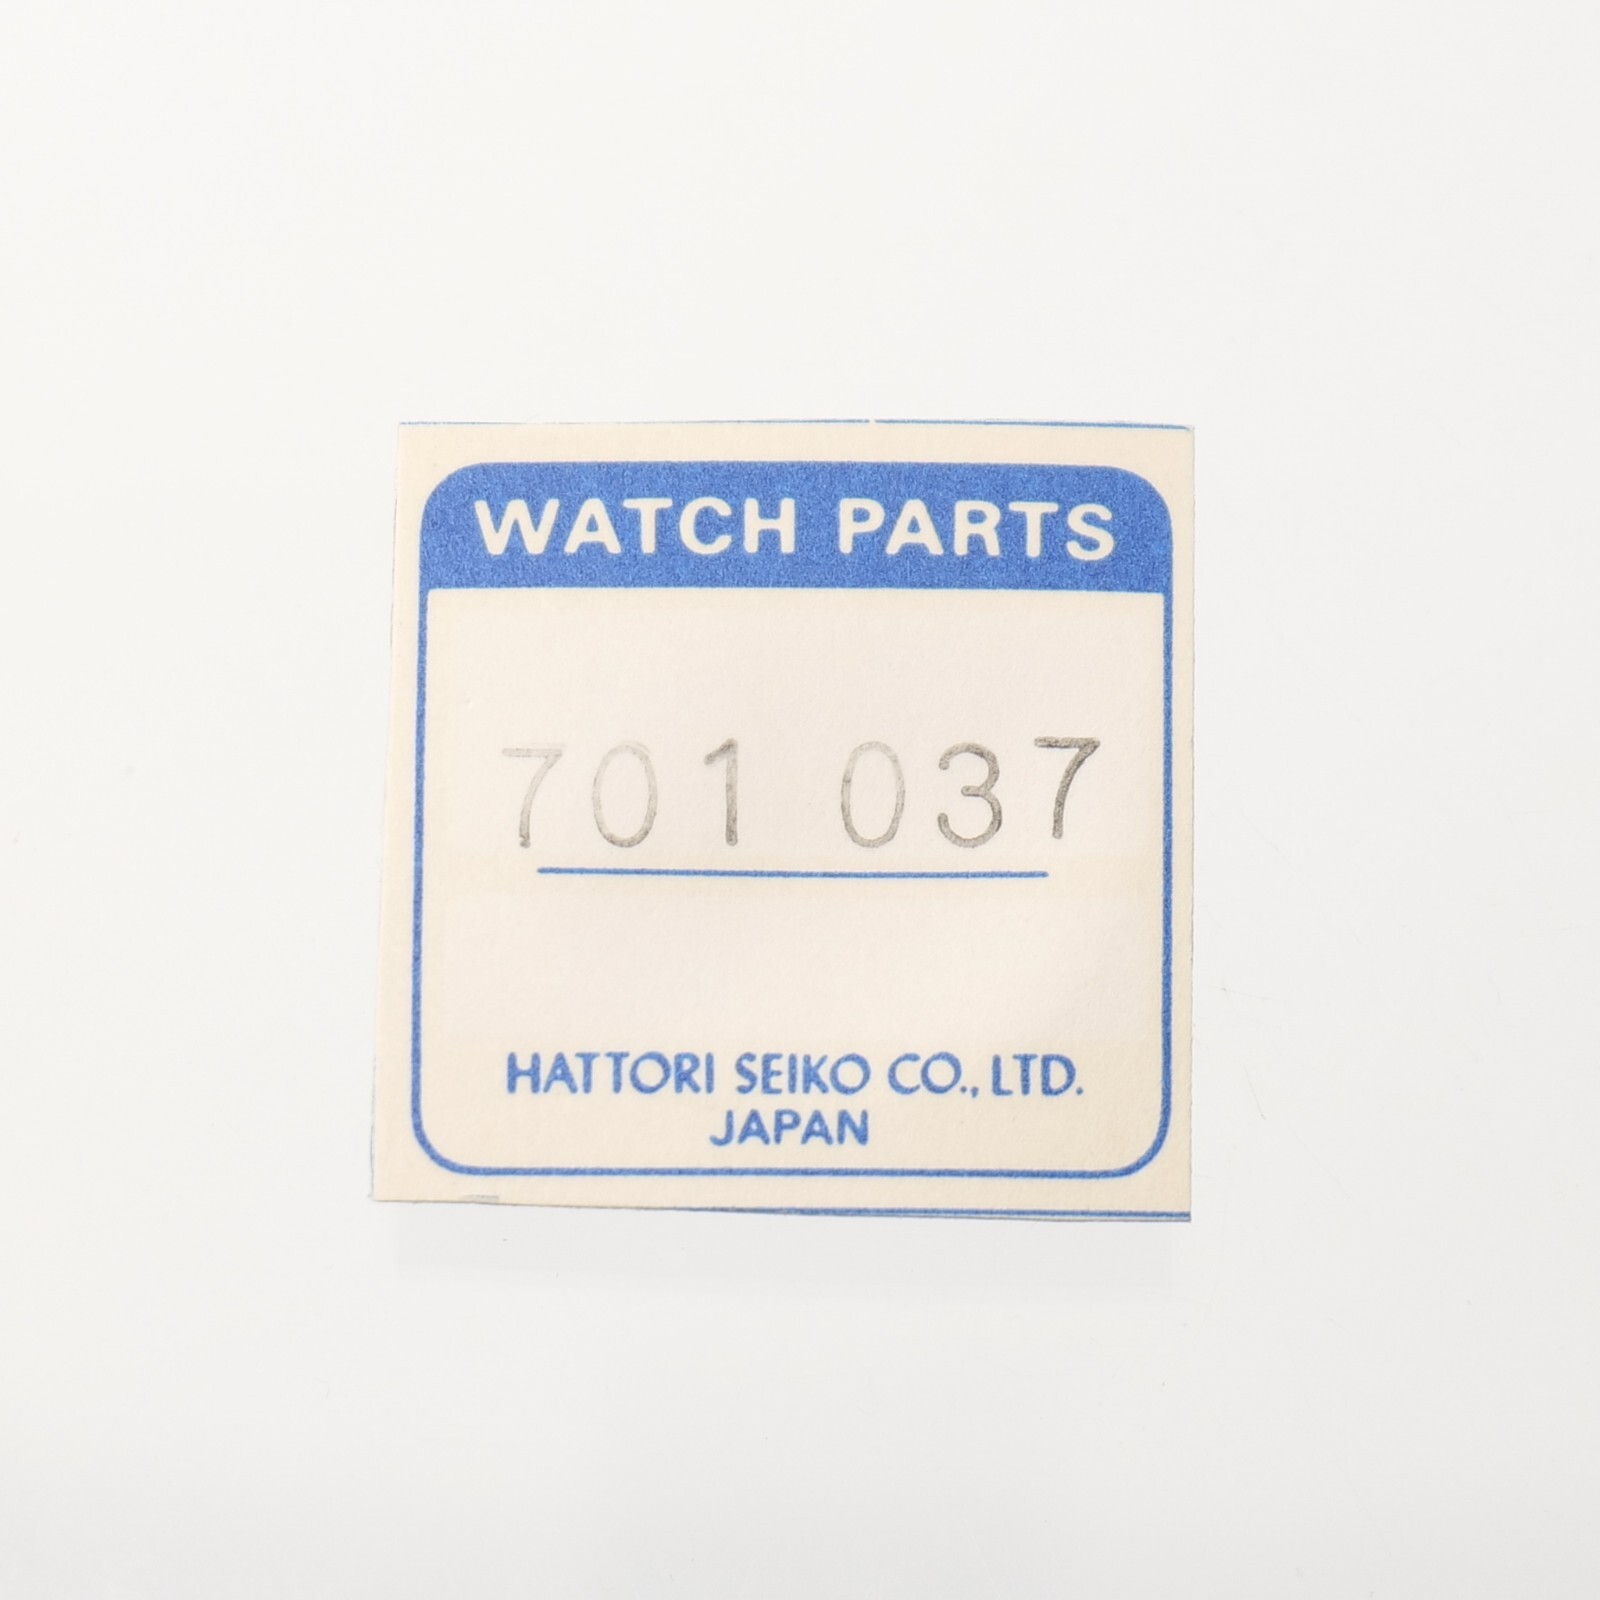 WATCH PARTS
701 037
HATTORI SEIKO CO., LTD.
JAPAN